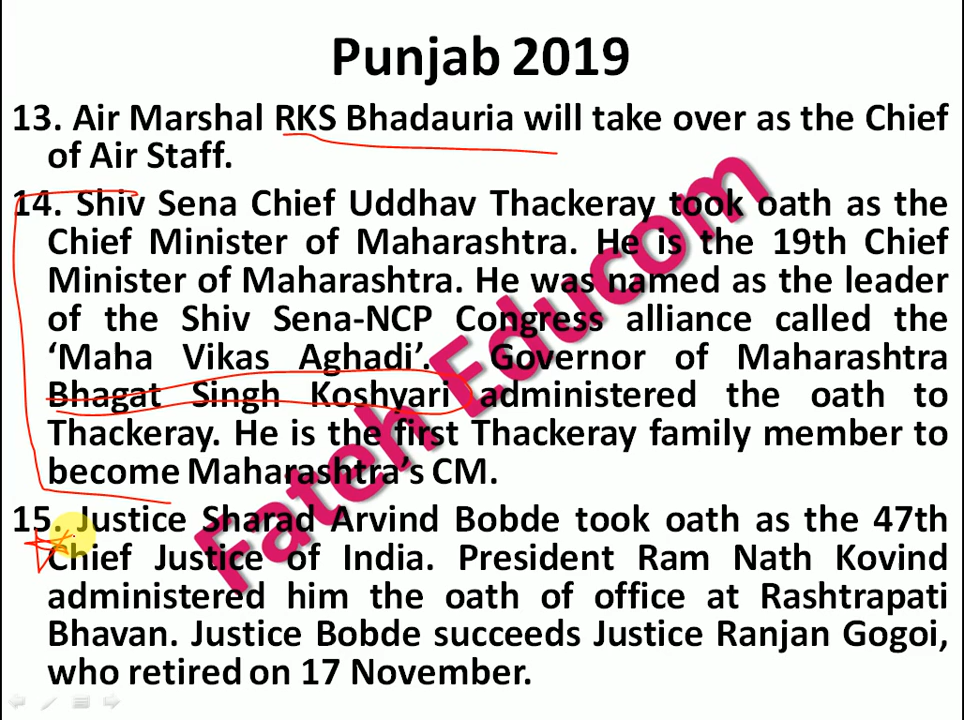 Punjab 2019
13. Air Marshal RKS Bhadauria will take over as the Chief
of Air Staff.
14. Shiv Sena Chief Uddhav Thackeray took oath as the
Chief Minister of Maharashtra. He is the 19th Chief
Minister of Maharashtra. He was named as the leader
of the Shiv Sena-NCP Congress alliance called the
‘Maha Vikas Aghadi’. Governor of Maharashtra
Bhagat Singh Koshyari administered the oath to
Thackeray. He is the first Thackeray family member to
become Maharashtra’s CM.
15. Justice Sharad Arvind Bobde took oath as the 47th
Chief Justice of India. President Ram Nath Kovind
administered him the oath of office at Rashtrapati
Bhavan. Justice Bobde succeeds Justice Ranjan Gogoi,
who retired on 17 November.
Fateh Educom